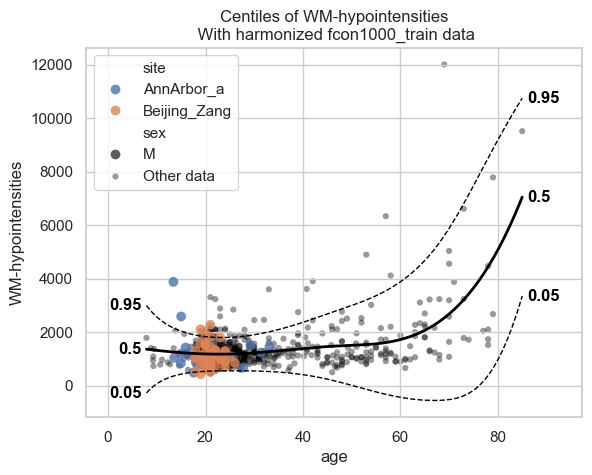 Centiles of WM-hypointensities
With harmonized fcon1000_train data
WM-hypointensities
12000
10000
8000
6000
4000
2000
0
site
AnnArbor_a
Beijing_Zang
sex
M
Other data
0.95
0.5
0.05
0.95
0.5
0.05
0
20
40
60
80
age